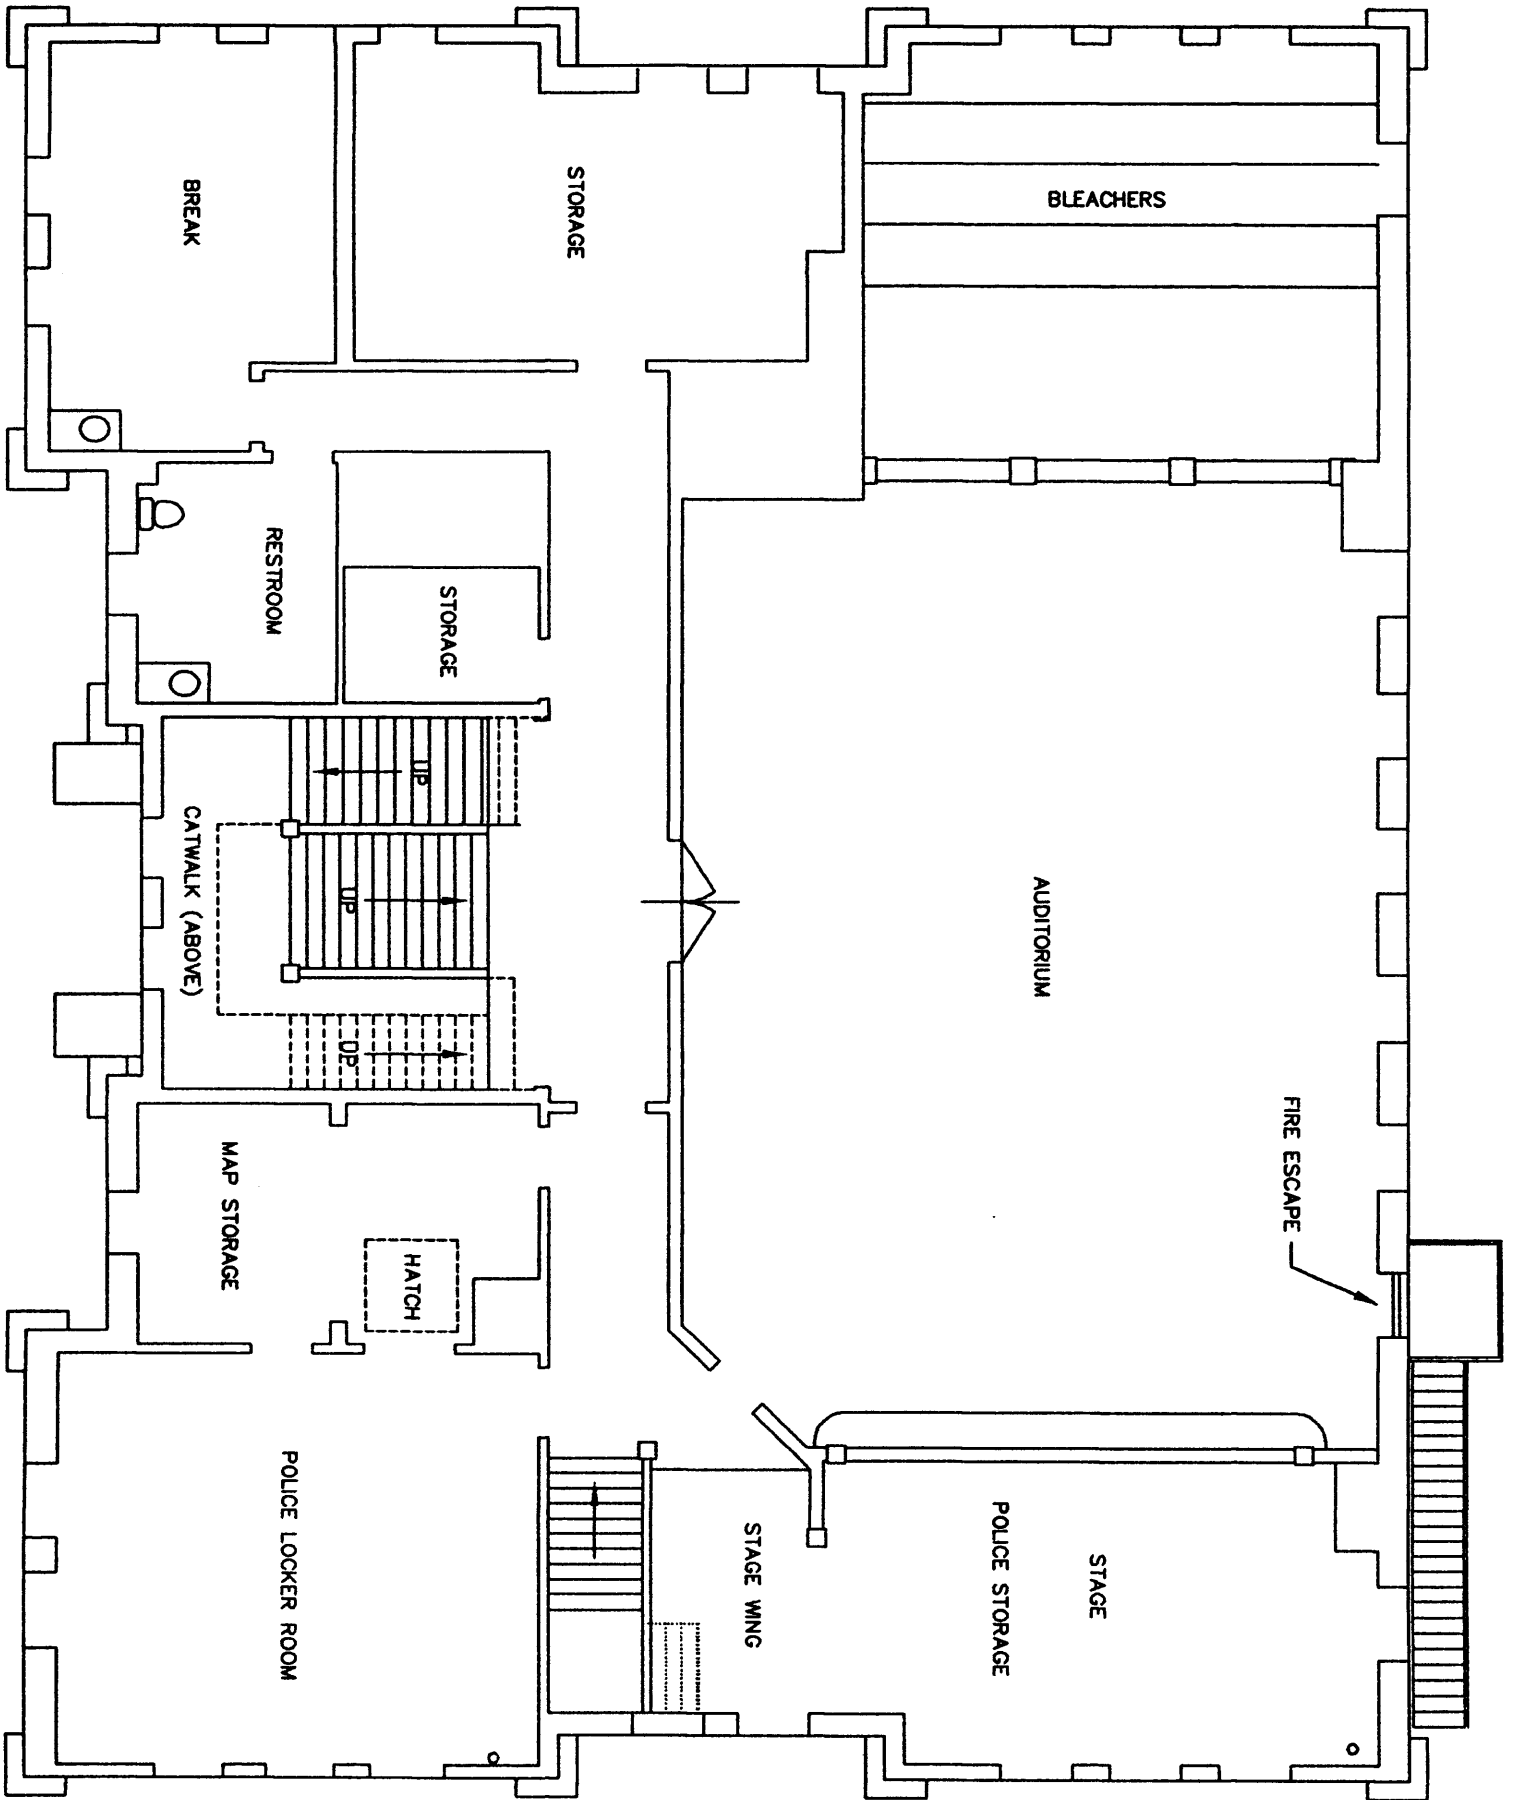 BREAK
STORAGE
BLEACHERS
RESTROOM
STORAGE
UP
CATWALK (ABOVE)
UP
UP
AUDITORIUM
FIRE ESCAPE
MAP STORAGE
HATCH
POLICE LOCKER ROOM
STAGE WING
POLICE STORAGE
STAGE